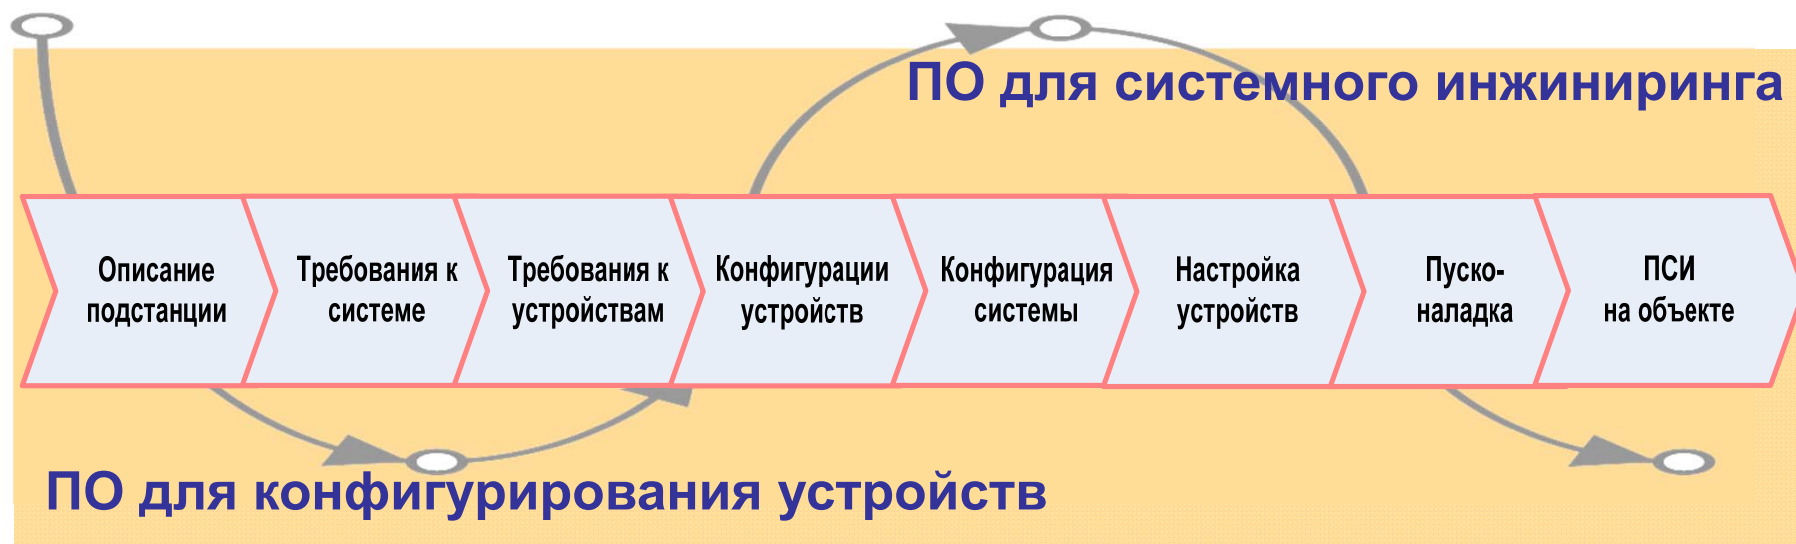 ПО для системного инжиниринга
Описание
подстанции
Требования к
системе
Требования к
устройствам
Конфигурации
устройств
Конфигурация
системы
Настройка
устройств
Пуско-
наладка
ПСИ
на объекте
ПО для конфигурирования устройств